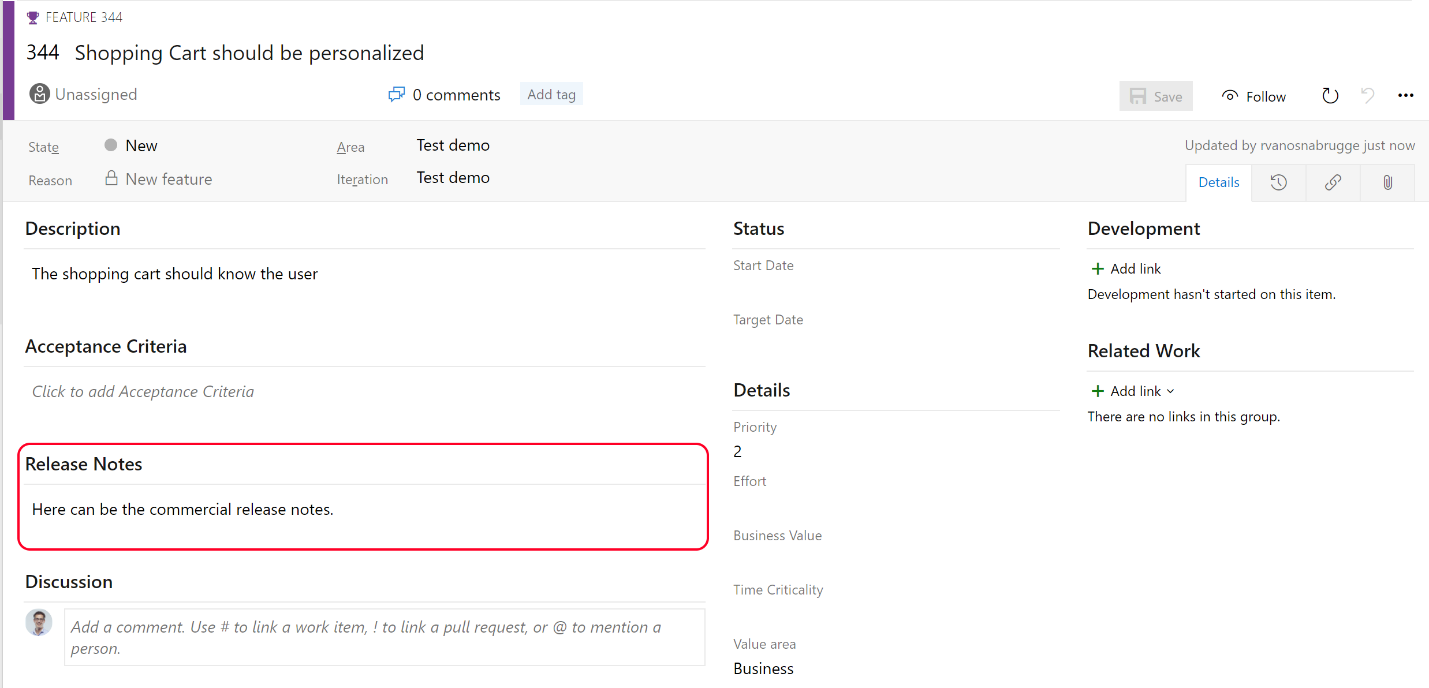 FEATURE 344
344 Shopping Cart should be personalized
Unassigned
0 comments
Add tag
Save
Follow
State
New
Area
Test demo
Updated by rvanosnabrugge just now
Reason
New feature
Iteration
Test demo
Details
Description
The shopping cart should know the user
Acceptance Criteria
Click to add Acceptance Criteria
Release Notes
Here can be the commercial release notes.
Discussion
Add a comment. Use # to link a work item, ! to link a pull request, or @ to mention a
person.
Status
Start Date
Target Date
Details
Priority
2
Effort
Business Value
Time Criticality
Value area
Business
Development
Add link
Development hasn't started on this item.
Related Work
Add link
There are no links in this group.